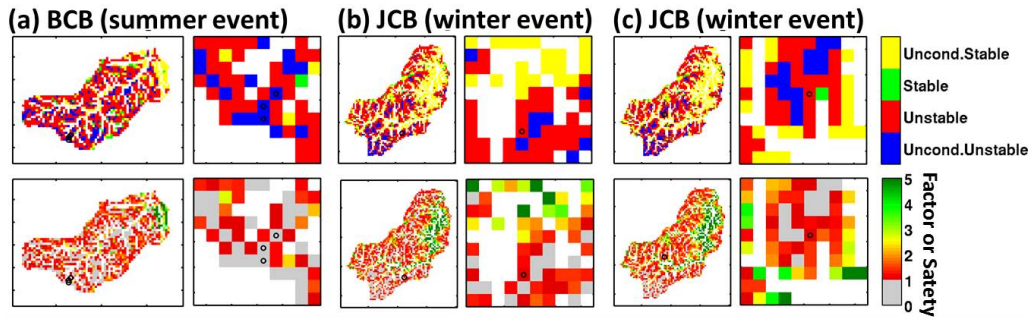 (a) BCB (summer event)
(b) JCB (winter event)
(c) JCB (winter event)
Uncond.Stable
Stable
Unstable
Uncond.Unstable
5
4
3
2
1
0
Factor or Satety